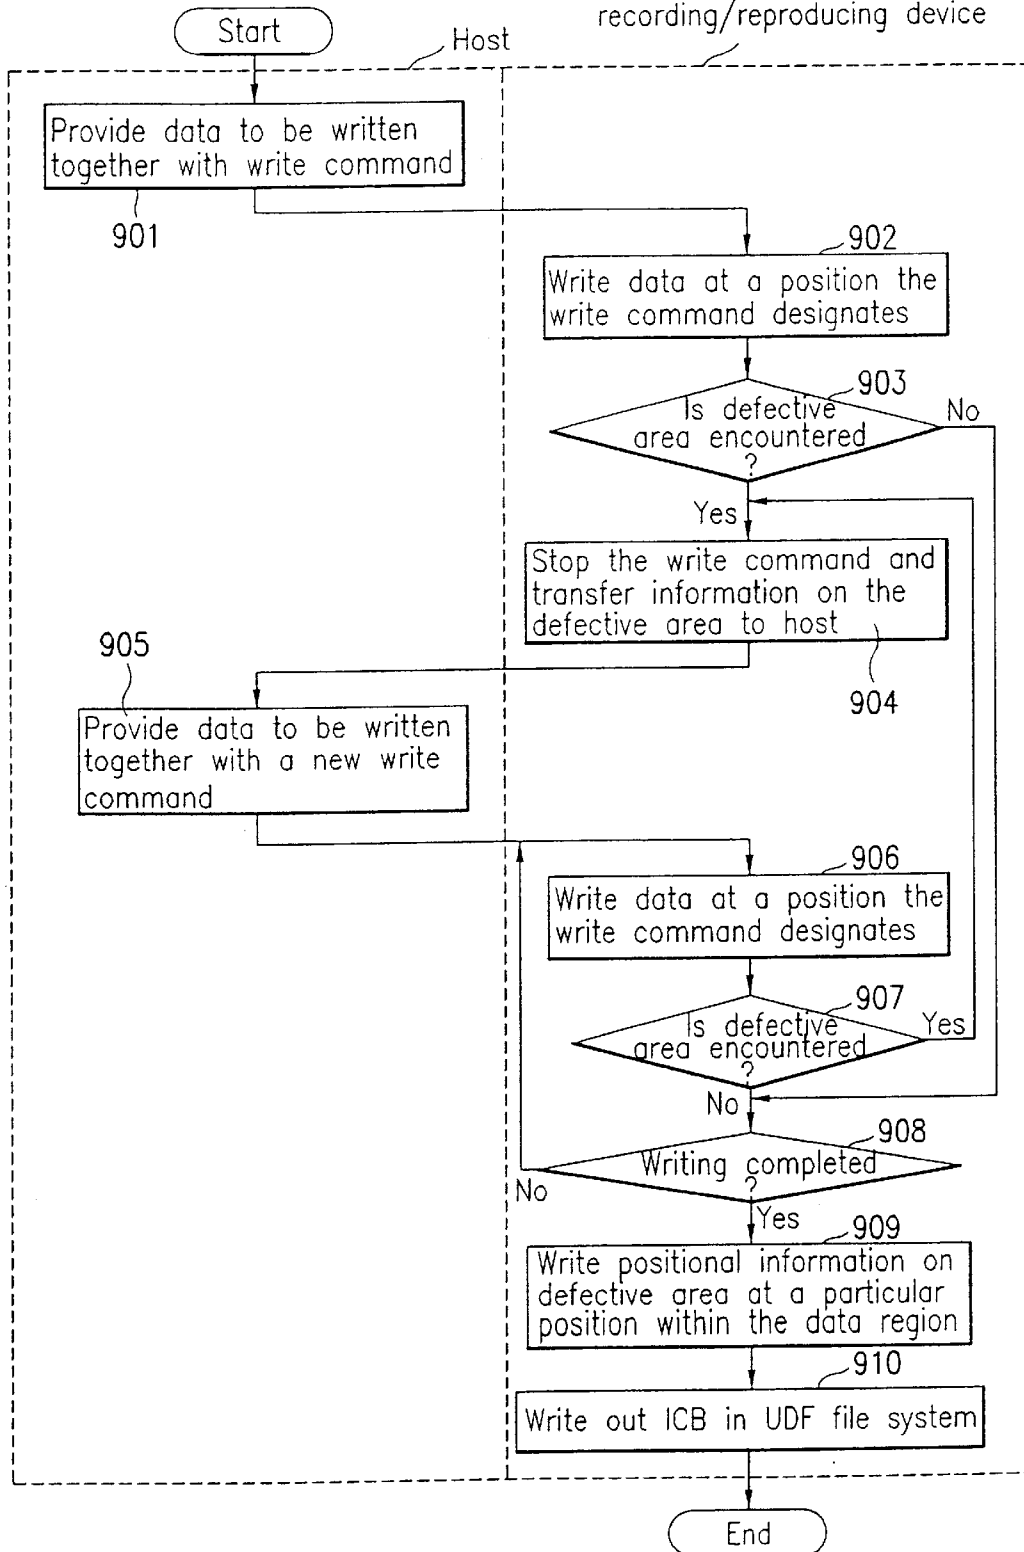 recording/reproducing device
Start
Host
Provide data to be written
together with write command
901
902
Write data at a position the
write command designates
903
Is defective
area encountered
?
No
Yes
Stop the write command and
transfer information on the
defective area to host
904
905
Provide data to be written
together with a new write
command
906
Write data at a position the
write command designates
907
Is defective
area encountered
?
Yes
No
908
Writing completed
?
No
Yes
909
Write positional information on
defective area at a particular
position within the data region
910
Write out ICB in UDF file system
End